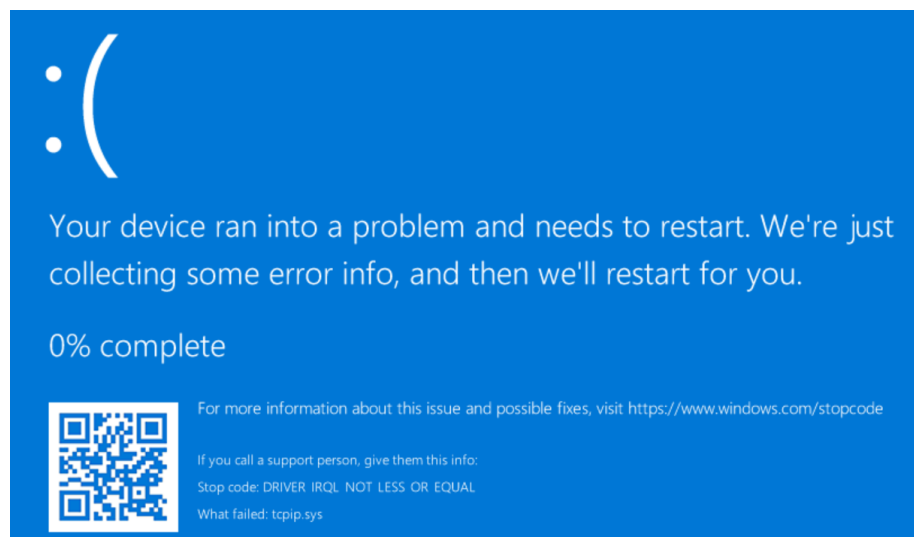 :(
Your device ran into a problem and needs to restart. We're just
collecting some error info, and then we'll restart for you.
0% complete
For more information about this issue and possible fixes, visit https://www.windows.com/stopcode
If you call a support person, give them this info:
Stop code: DRIVER IRQL NOT LESS OR EQUAL
What failed: tcpip.sys